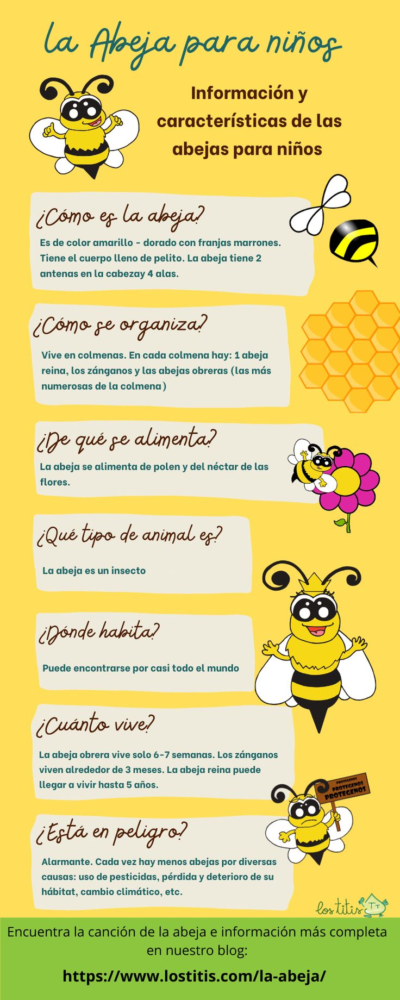 la Abeja para niños
Información y
características de las
abejas para niños
¿Cómo es la abeja?
Es de color amarillo - dorado con franjas marrones.
Tiene el cuerpo lleno de pelito. La abeja tiene 2
antenas en la cabezay 4 alas.
¿Cómo se organiza?
Vive en colmenas. En cada colmena hay: 1 abeja
reina, los zánganos y las abejas obreras (las más
numerosas de la colmena)
¿De qué se alimenta?
La abeja se alimenta de polen y del néctar de las
flores.
¿Qué tipo de animal es?
La abeja es un insecto
¿Dónde habita?
Puede encontrarse por casi todo el mundo
¿Cuánto vive?
La abeja obrera vive solo 6-7 semanas. Los zánganos
viven alrededor de 3 meses. La abeja reina puede
llegar a vivir hasta 5 años.
PROTEGENOS
PROTEGENOS
PROTEGENOS
¿Está en peligro?
Alarmante. Cada vez hay menos abejas por diversas
causas: uso de pesticidas, pérdida y deterioro de su
hábitat, cambio climático, etc.
los titis TT
Encuentra la canción de la abeja e información más completa
en nuestro blog:
https://www.lostitis.com/la-abeja/